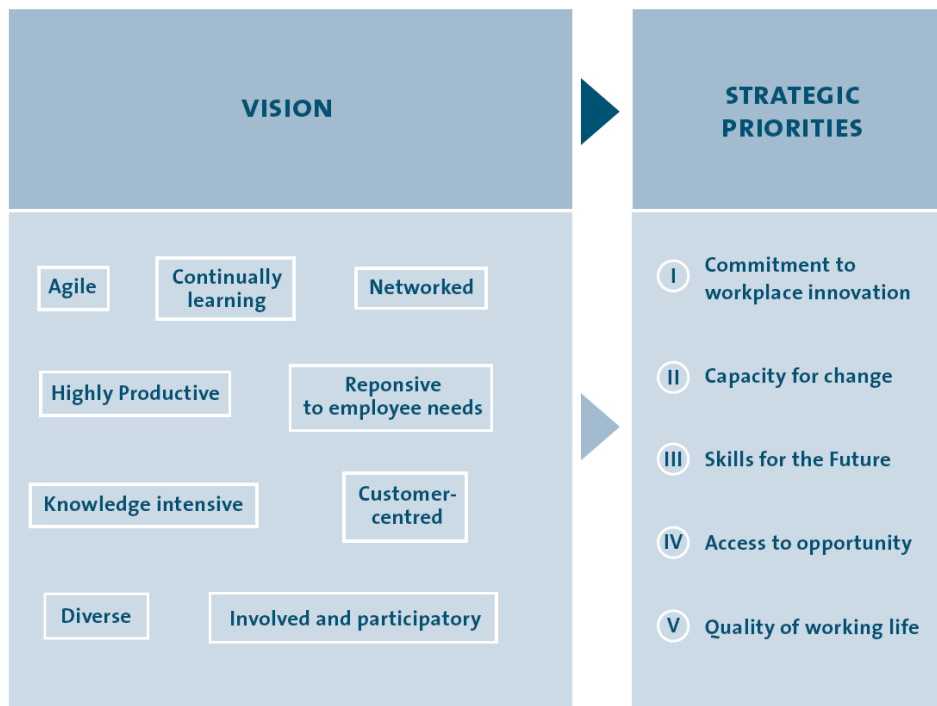 VISION
STRATEGIC
PRIORITIES
Agile
Continually
learning
Networked
Highly Productive
Reponsive
to employee needs
Knowledge intensive
Customer-
centred
Diverse
Involved and participatory
I
Commitment to
workplace innovation
II
Capacity for change
III
Skills for the Future
IV
Access to opportunity
V
Quality of working life